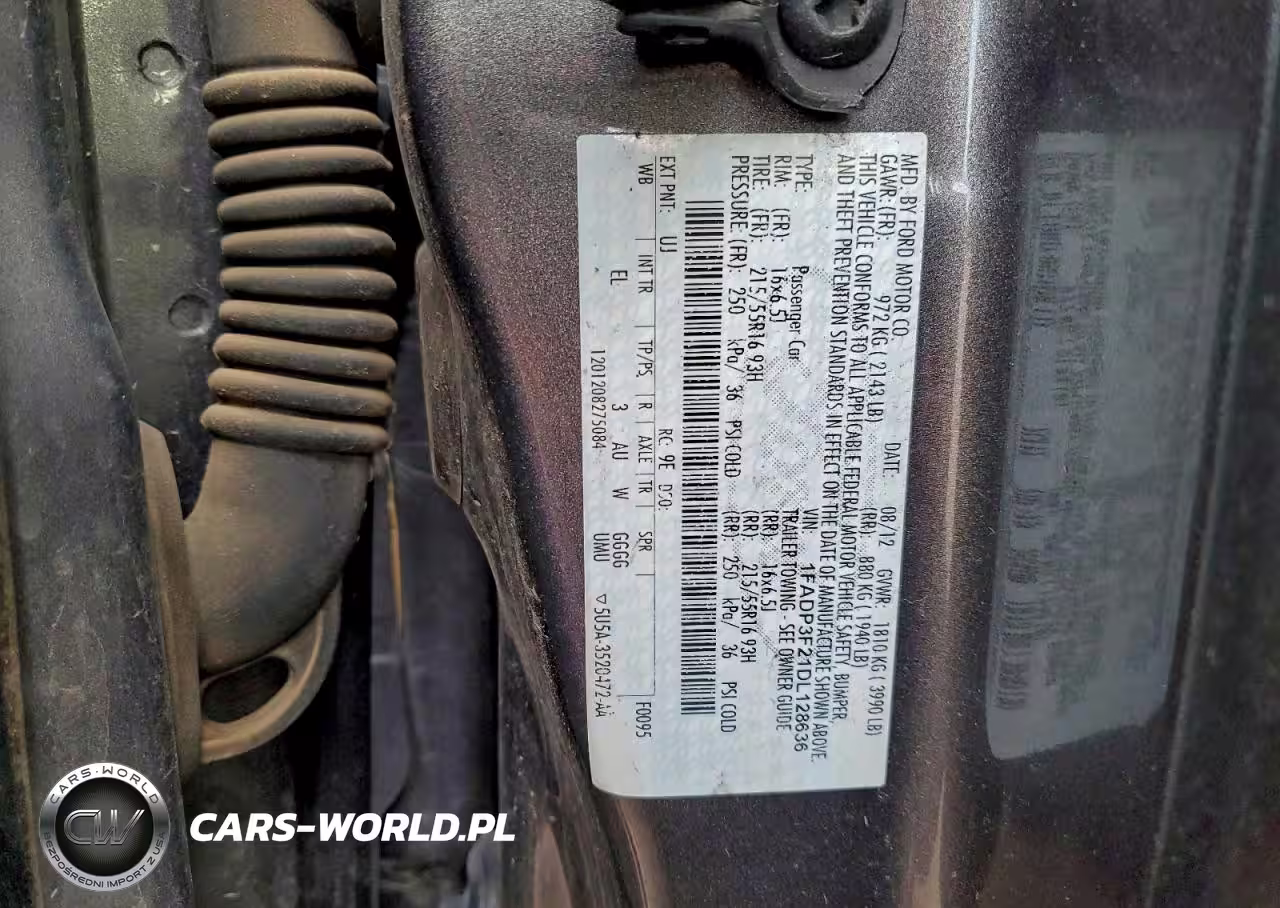 MFD. BY FORD MOTOR CO.
DATE: 08/12 GVWR: 1810 KG ( 3990 LB)
GAWR: (FR): 972 KG ( 2143 LB) (RR): 880 KG ( 1940 LB)
THIS VEHICLE CONFORMS TO ALL APPLICABLE FEDERAL MOTOR VEHICLE SAFETY, BUMPER,
AND THEFT PREVENTION STANDARDS IN EFFECT ON THE DATE OF MANUFACTURE SHOWN ABOVE.
VIN: 1FADP3F21DL128636
TYPE: Passenger Car TRAILER TOWING - SEE OWNER GUIDE
RIM: (FR): 16x6.5J (RR): 16x6.5J
TIRE: (FR): 215/55R16 93H (RR): 215/55R16 93H
PRESSURE: (FR): 250 kPa/ 36 PSI COLD (RR): 250 kPa/ 36 PSI COLD
EXT PNT: UJ RC: 9E DSO: F0095
WB INT TR TP/PS R AXLE TR SPR
EL 3 AU W GGGG UMU
1201208275084 ▽5U5A-3520472-AA
CARS-WORLD
CW
BEZPOŚREDNI IMPORT Z USA
CARS-WORLD.PL